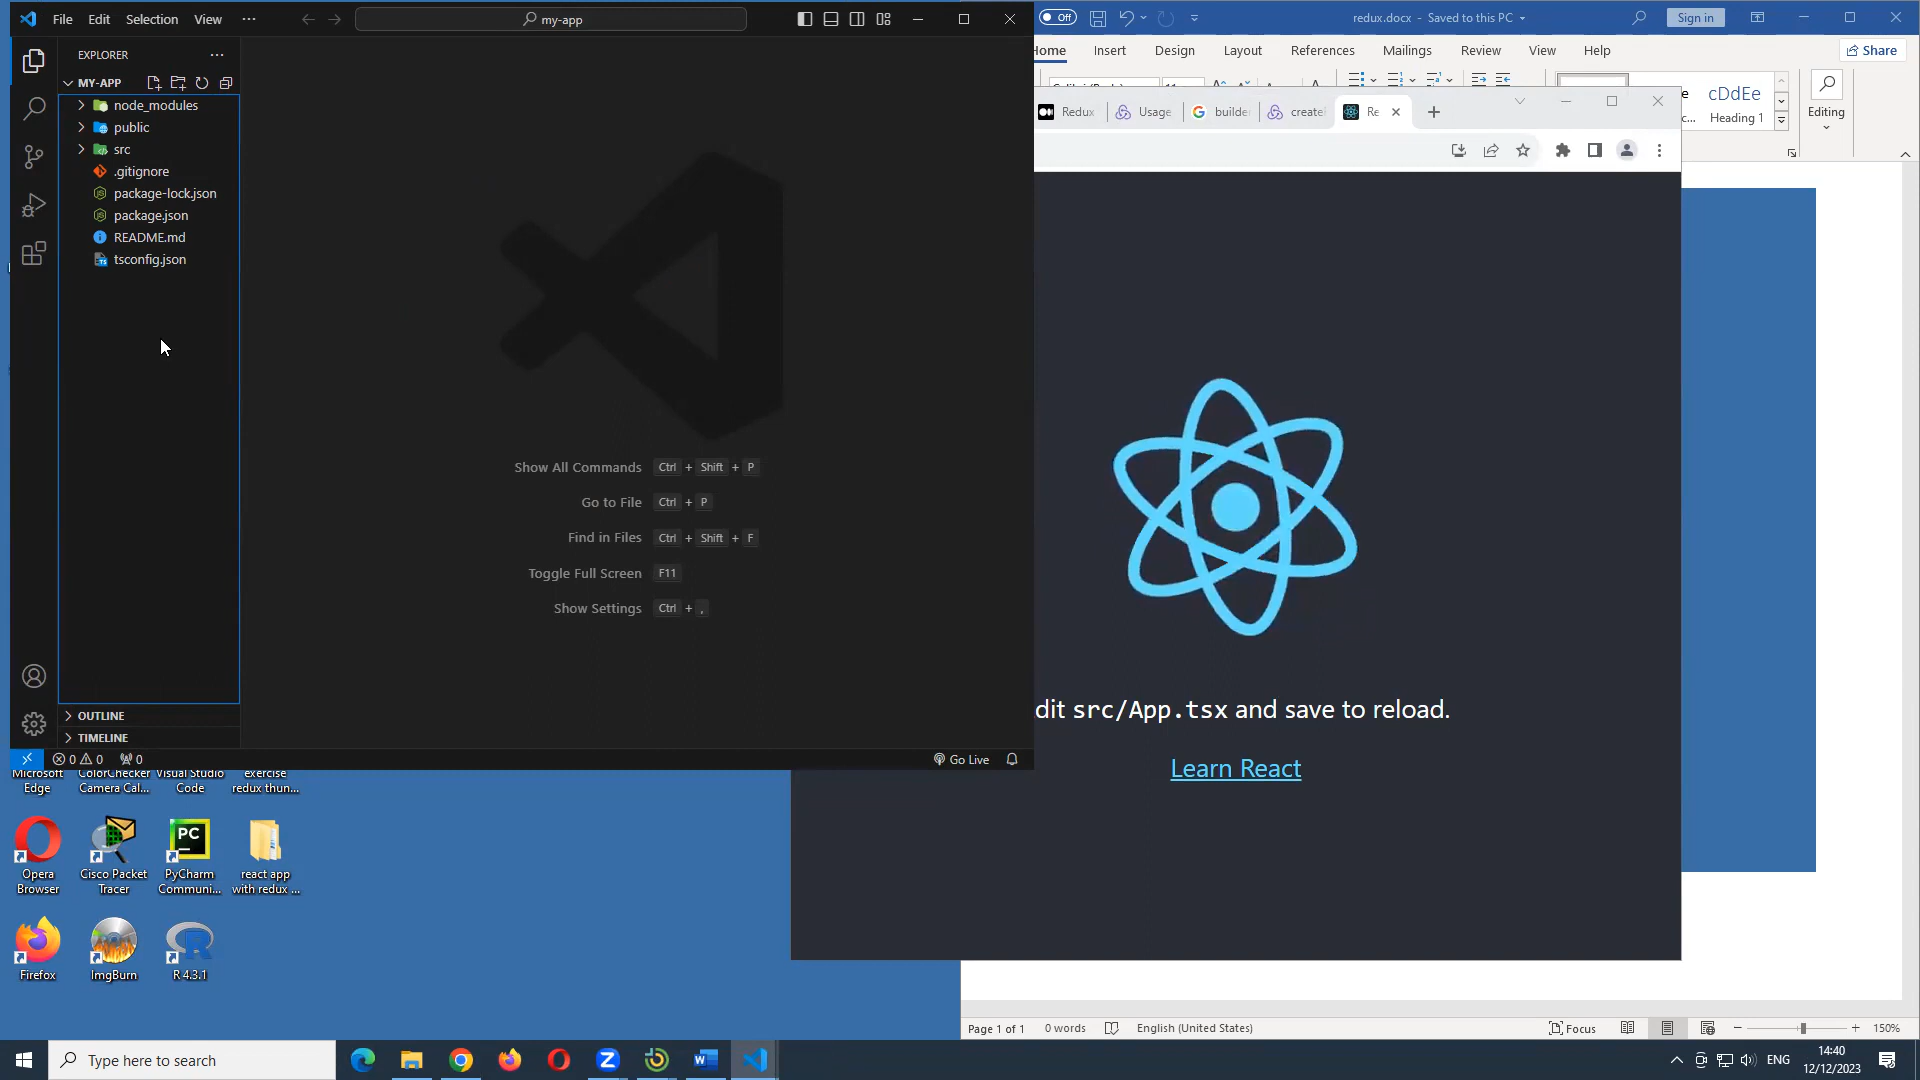 File Edit Selection View ···
my-app
EXPLORER
MY-APP
node_modules
public
src
.gitignore
package-lock.json
package.json
README.md
tsconfig.json
OUTLINE
TIMELINE
Show All Commands Ctrl + Shift + P
Go to File Ctrl + P
Find in Files Ctrl + Shift + F
Toggle Full Screen F11
Show Settings Ctrl + ,
0 0 0
Go Live
Off
redux.docx - Saved to this PC
Sign in
Home Insert Design Layout References Mailings Review View Help
Share
cDdEe
Heading 1
Editing
Redux
Usage
builde
create
Re
dit src/App.tsx and save to reload.
Learn React
Microsoft Edge
ColorChecker Camera Cal...
Visual Studio Code
exercise redux thun...
Opera Browser
Cisco Packet Tracer
PC
PyCharm Communi...
react app with redux ...
Firefox
ImgBurn
R 4.3.1
Page 1 of 1 0 words English (United States)
Focus
150%
Type here to search
ENG
14:40
12/12/2023